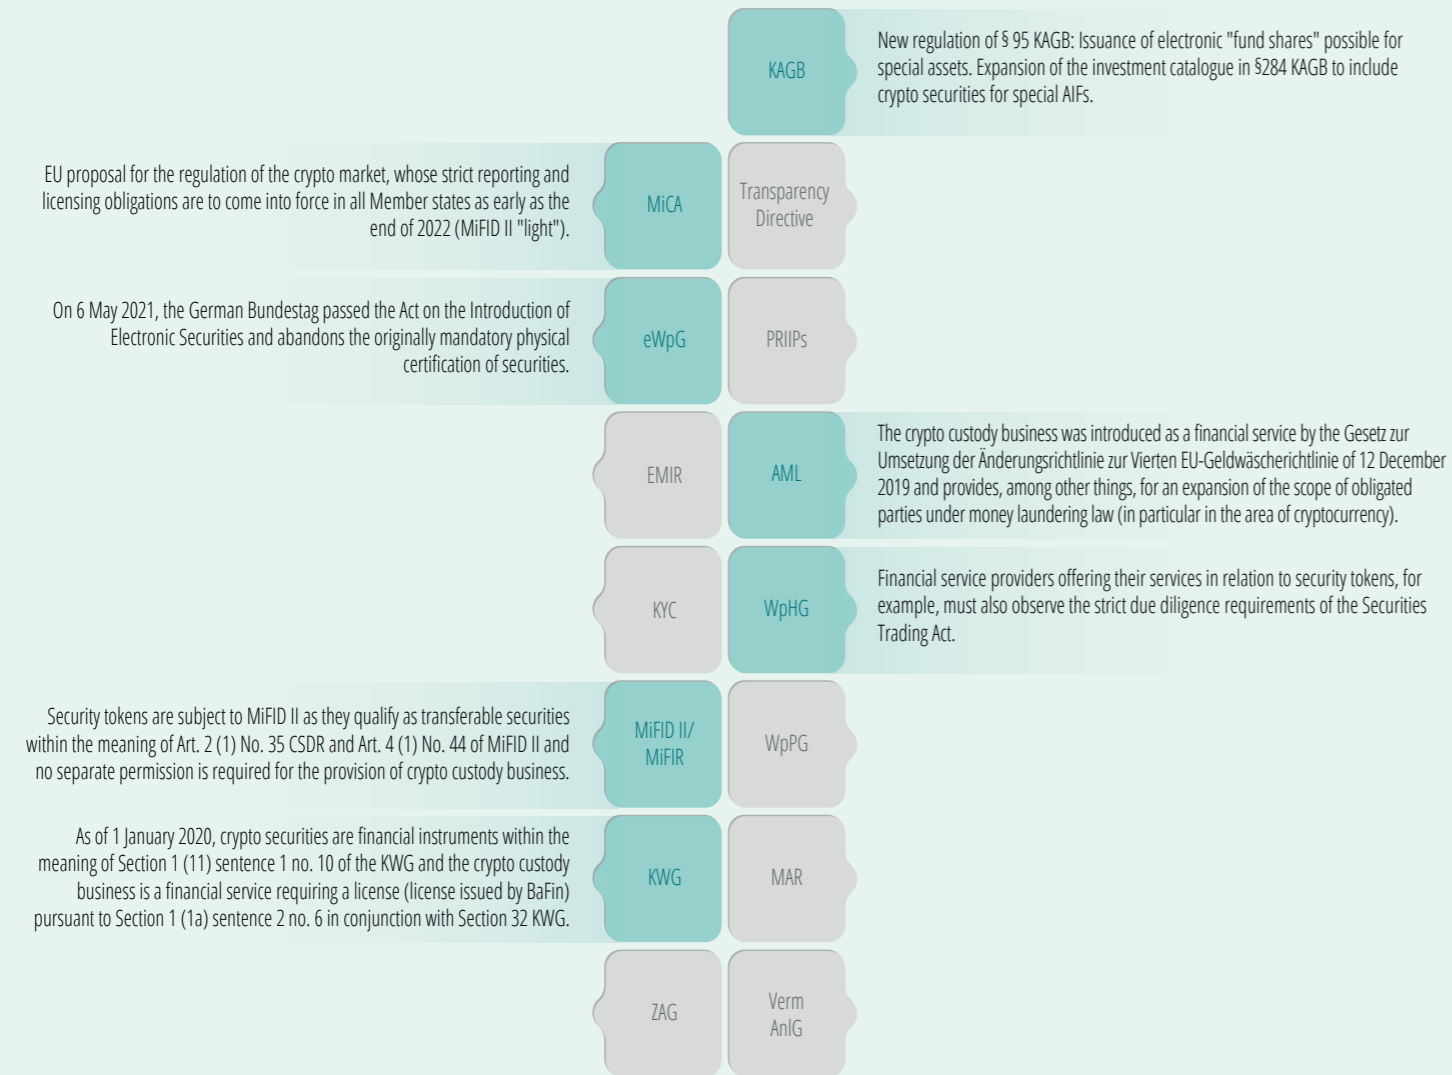 KAGB
New regulation of § 95 KAGB: Issuance of electronic "fund shares" possible for
special assets. Expansion of the investment catalogue in §284 KAGB to include
crypto securities for special AIFs.
EU proposal for the regulation of the crypto market, whose strict reporting and
licensing obligations are to come into force in all Member states as early as the
end of 2022 (MiFID II "light").
MiCA
Transparency
Directive
On 6 May 2021, the German Bundestag passed the Act on the Introduction of
Electronic Securities and abandons the originally mandatory physical
certification of securities.
eWpG
PRIIPs
EMIR
AML
The crypto custody business was introduced as a financial service by the Gesetz zur
Umsetzung der Änderungsrichtlinie zur Vierten EU-Geldwäscherichtlinie of 12 December
2019 and provides, among other things, for an expansion of the scope of obligated
parties under money laundering law (in particular in the area of cryptocurrency).
KYC
WpHG
Financial service providers offering their services in relation to security tokens, for
example, must also observe the strict due diligence requirements of the Securities
Trading Act.
Security tokens are subject to MiFID II as they qualify as transferable securities
within the meaning of Art. 2 (1) No. 35 CSDR and Art. 4 (1) No. 44 of MiFID II and
no separate permission is required for the provision of crypto custody business.
MiFID II/
MiFIR
WpPG
As of 1 January 2020, crypto securities are financial instruments within the
meaning of Section 1 (11) sentence 1 no. 10 of the KWG and the crypto custody
business is a financial service requiring a license (license issued by BaFin)
pursuant to Section 1 (1a) sentence 2 no. 6 in conjunction with Section 32 KWG.
KWG
MAR
ZAG
Verm
AnlG